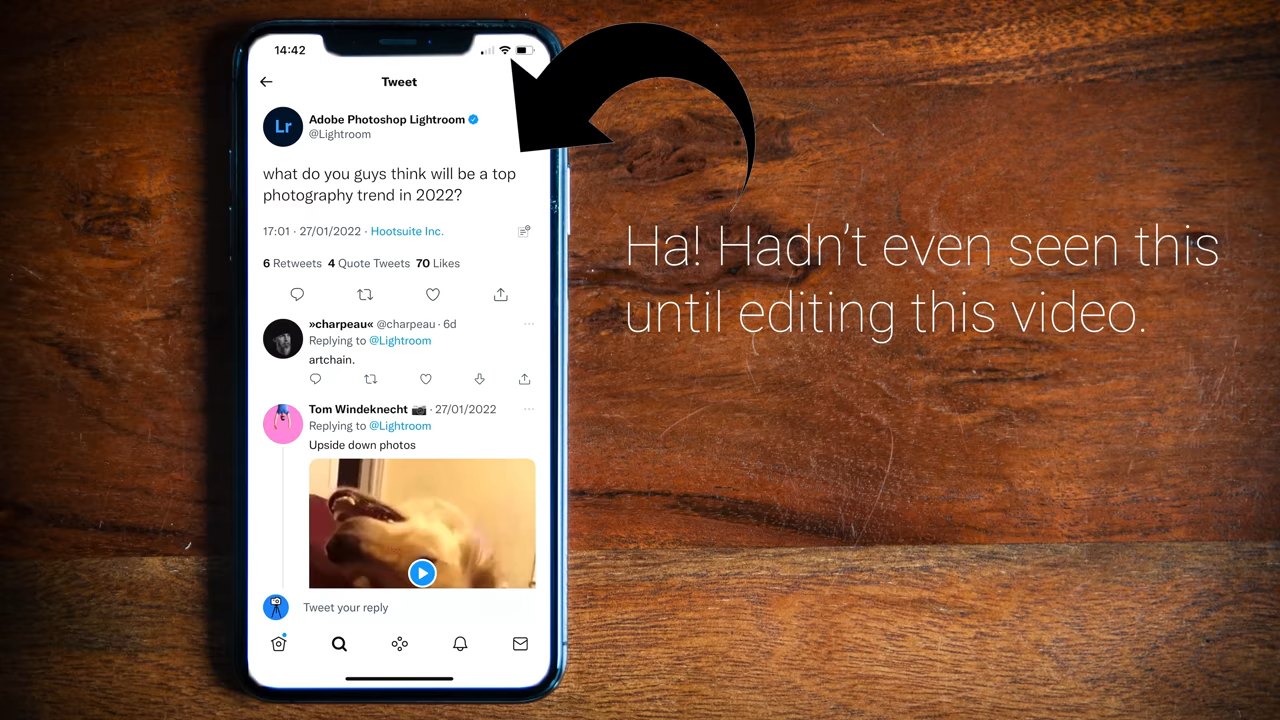 14:42
Tweet
Lr
Adobe Photoshop Lightroom
@Lightroom
what do you guys think will be a top
photography trend in 2022?
17:01 · 27/01/2022 · Hootsuite Inc.
6 Retweets 4 Quote Tweets 70 Likes
»charpeau« @charpeau · 6d
Replying to @Lightroom
artchain.
Tom Windeknecht 📷 · 27/01/2022
Replying to @Lightroom
Upside down photos
Tweet your reply
Ha! Hadn't even seen this
until editing this video.